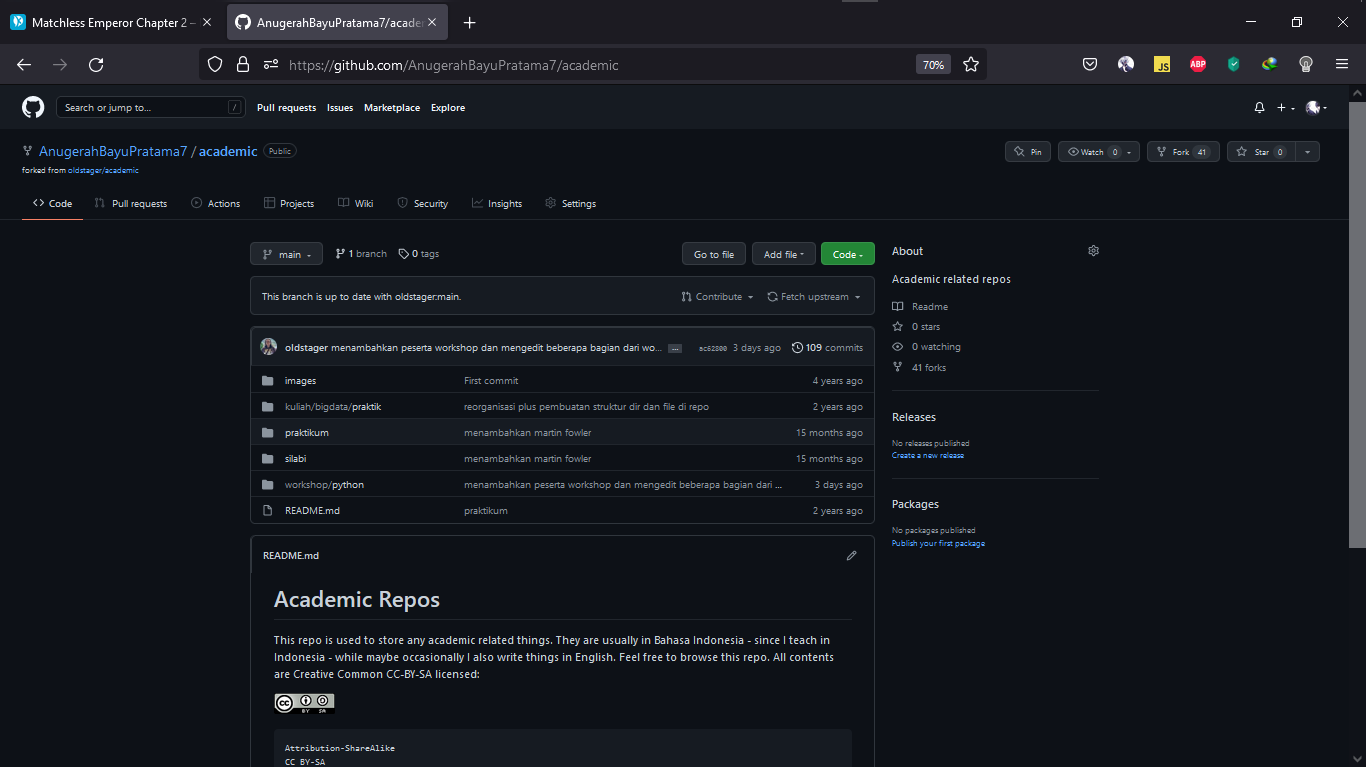 Matchless Emperor Chapter 2 –
AnugerahBayuPratama7/acade
https://github.com/AnugerahBayuPratama7/academic
70%
JS
ABP
Search or jump to...
/
Pull requests
Issues
Marketplace
Explore
AnugerahBayuPratama7 / academic
Public
forked from oldstager/academic
Pin
Watch 0
Fork 41
Star 0
Code
Pull requests
Actions
Projects
Wiki
Security
Insights
Settings
main
1 branch
0 tags
Go to file
Add file
Code
This branch is up to date with oldstager:main.
Contribute
Fetch upstream
oldstager menambahkan peserta workshop dan mengedit beberapa bagian dari wo... ...
ac62800 3 days ago
109 commits
images First commit 4 years ago
kuliah/bigdata/praktik reorganisasi plus pembuatan struktur dir dan file di repo 2 years ago
praktikum menambahkan martin fowler 15 months ago
silabi menambahkan martin fowler 15 months ago
workshop/python menambahkan peserta workshop dan mengedit beberapa bagian dari ... 3 days ago
README.md praktikum 2 years ago
README.md
Academic Repos
This repo is used to store any academic related things. They are usually in Bahasa Indonesia - since I teach in
Indonesia - while maybe occasionally I also write things in English. Feel free to browse this repo. All contents
are Creative Common CC-BY-SA licensed:
cc BY SA
Attribution-ShareAlike
CC BY-SA
About
Academic related repos
Readme
0 stars
0 watching
41 forks
Releases
No releases published
Create a new release
Packages
No packages published
Publish your first package